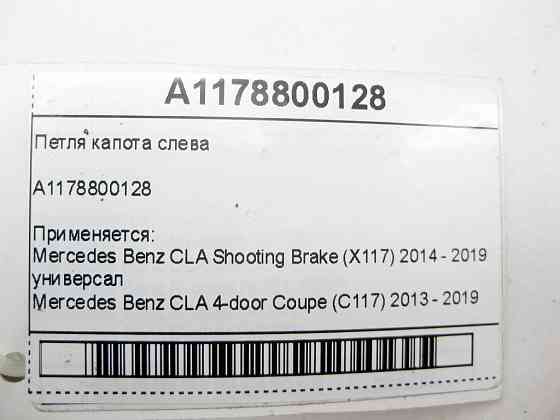 A1178800128
Петля капота слева
A1178800128
Применяется:
Mercedes Benz CLA Shooting Brake (X117) 2014 - 2019
универсал
Mercedes Benz CLA 4-door Coupe (C117) 2013 - 2019